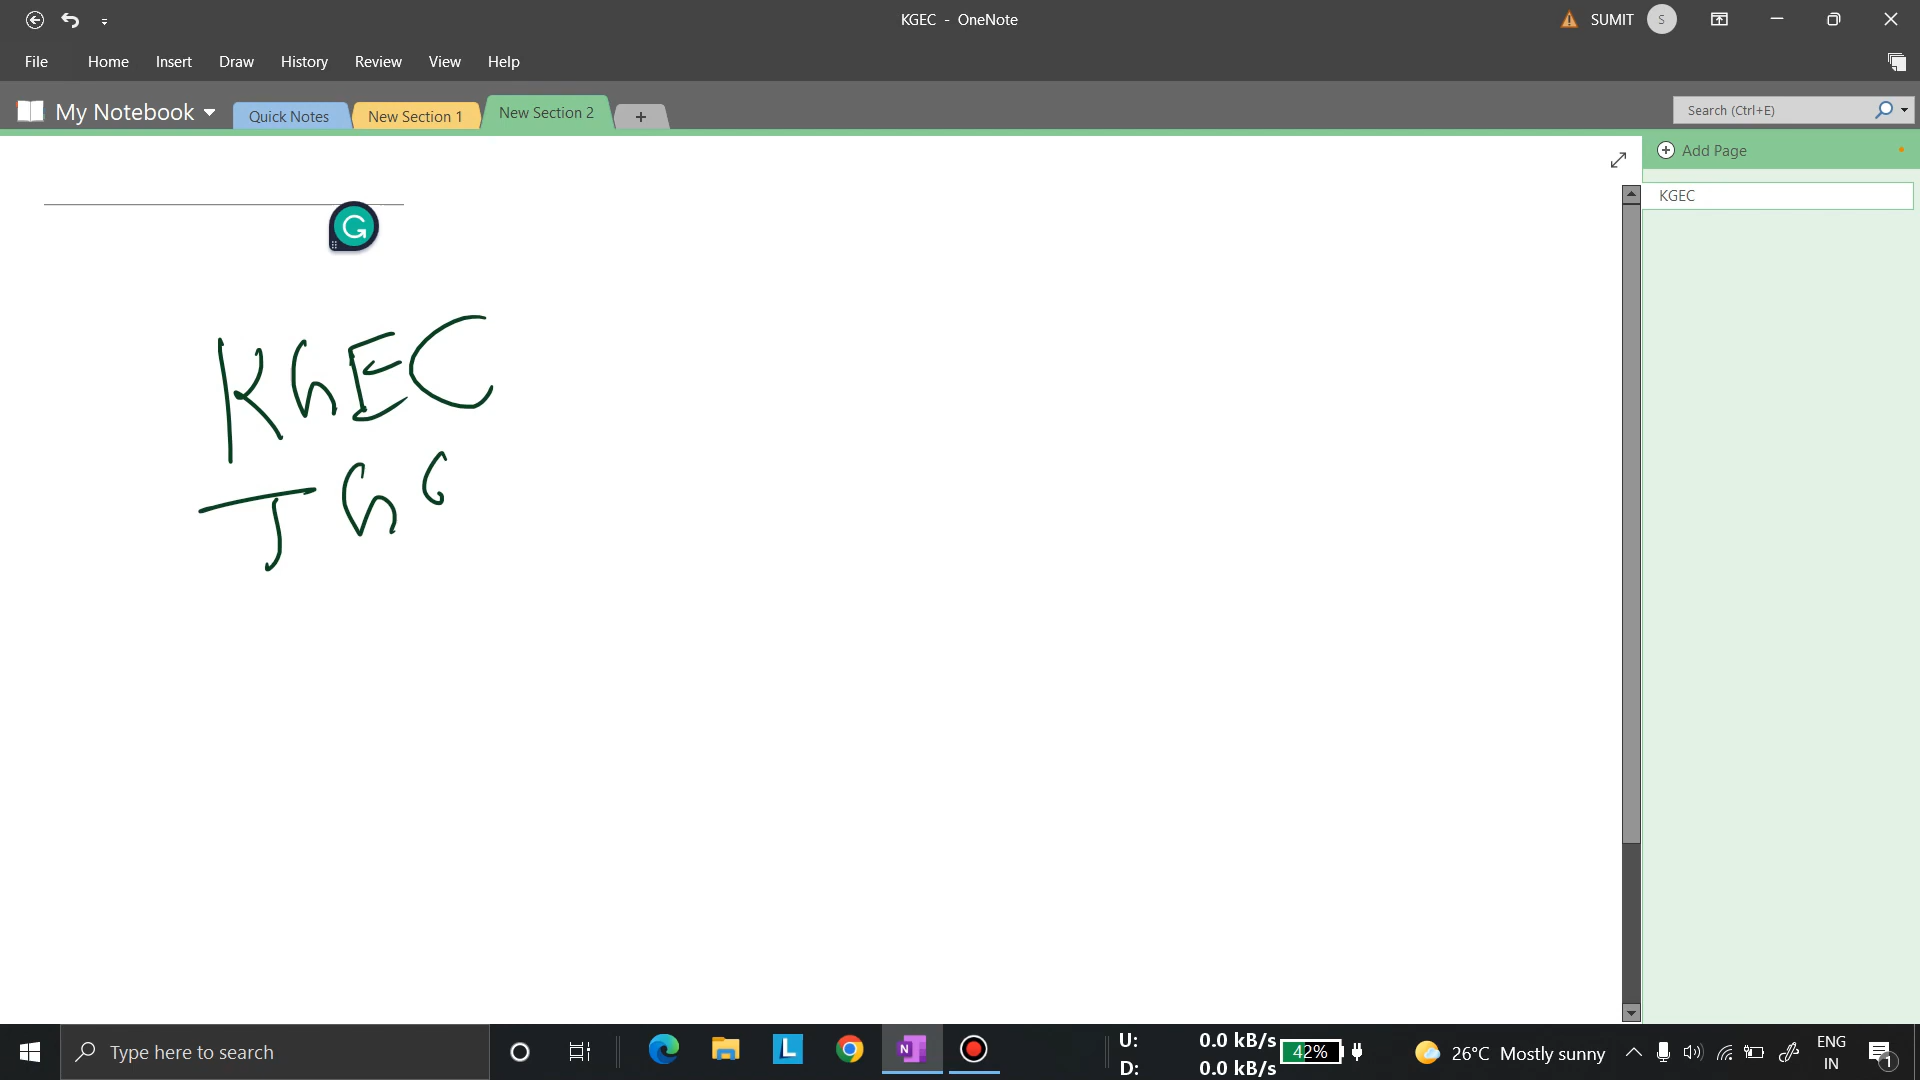 KGEC - OneNote
SUMIT
S
File Home Insert Draw History Review View Help
My Notebook
Quick Notes
New Section 1
New Section 2
+
Search (Ctrl+E)
Add Page
KGEC
G
KGEC
JG
Type here to search
L
N
U: 0.0 kB/s
D: 0.0 kB/s
42%
26°C Mostly sunny
ENG
IN
1